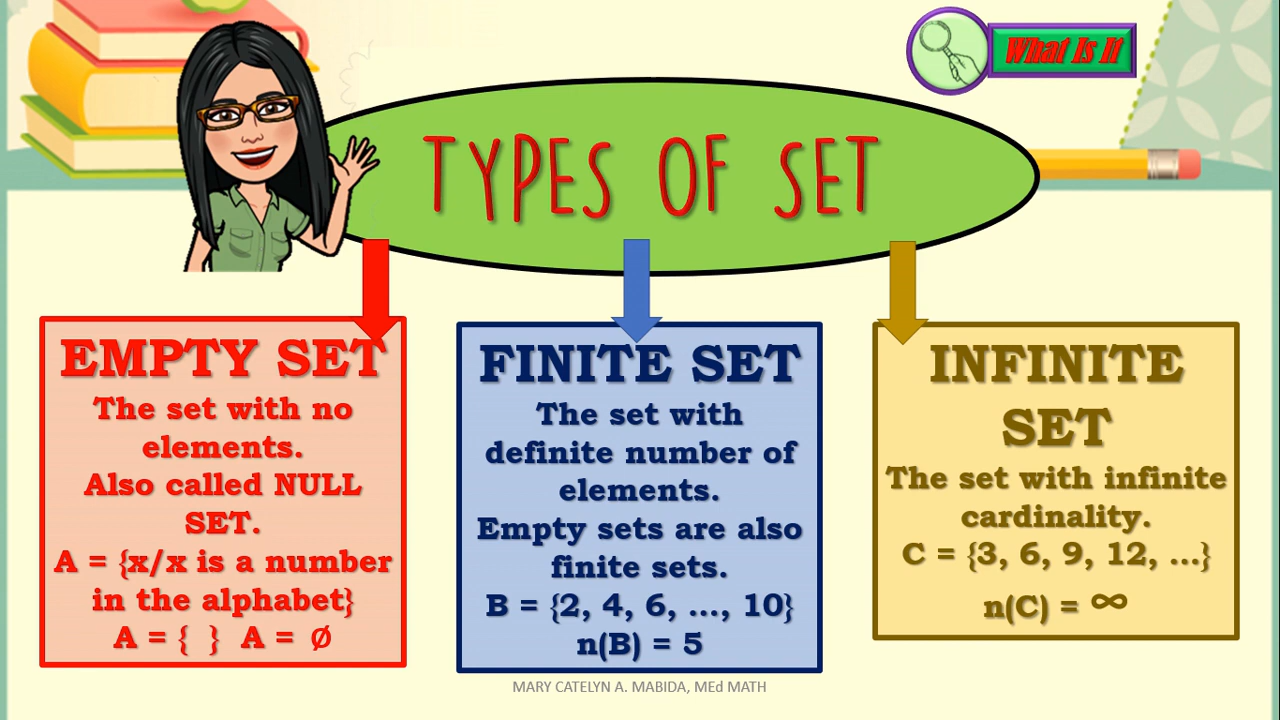 What Is It
TYPES OF SET
EMPTY SET
The set with no
elements.
Also called NULL
SET.
A = {x/x is a number
in the alphabet}
A = {  }  A = ∅
FINITE SET
The set with
definite number of
elements.
Empty sets are also
finite sets.
B = {2, 4, 6, ..., 10}
n(B) = 5
INFINITE
SET
The set with infinite
cardinality.
C = {3, 6, 9, 12, ...}
n(C) = ∞
MARY CATELYN A. MABIDA, MEd MATH